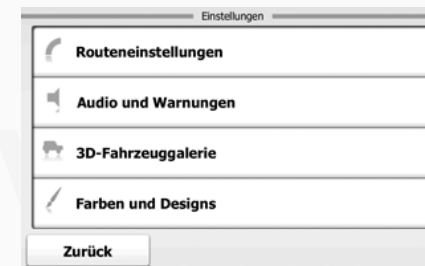 Einstellungen
Routeneinstellungen
Audio und Warnungen
3D-Fahrzeuggalerie
Farben und Designs
Zurück